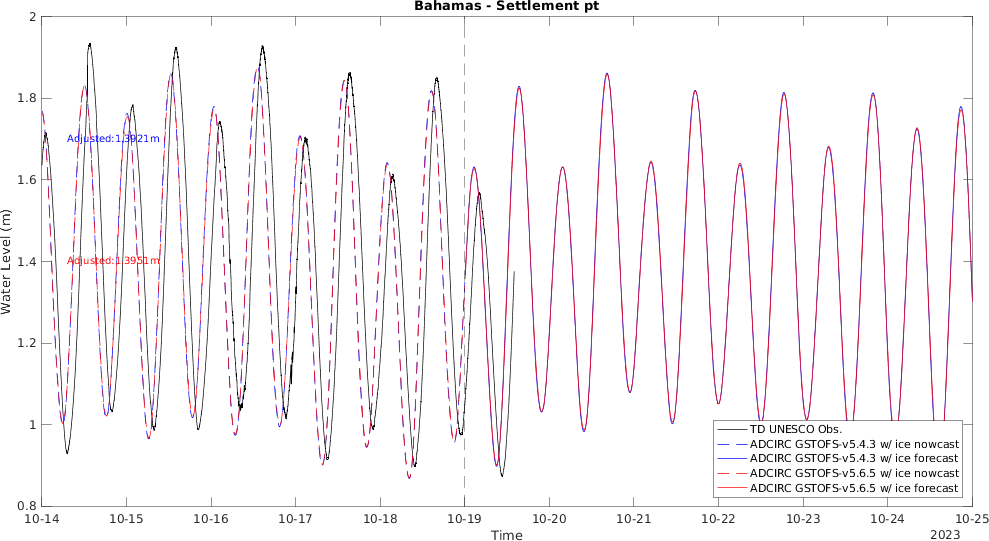 Bahamas - Settlement pt
Water Level (m)
2
1.8
1.6
1.4
1.2
1
0.8
Adjusted:1.3921m
Adjusted:1.3951m
TD UNESCO Obs.
ADCIRC GSTOFS-v5.4.3 w/ ice nowcast
ADCIRC GSTOFS-v5.4.3 w/ ice forecast
ADCIRC GSTOFS-v5.6.5 w/ ice nowcast
ADCIRC GSTOFS-v5.6.5 w/ ice forecast
10-14 10-15 10-16 10-17 10-18 10-19 10-20 10-21 10-22 10-23 10-24 10-25
Time
2023